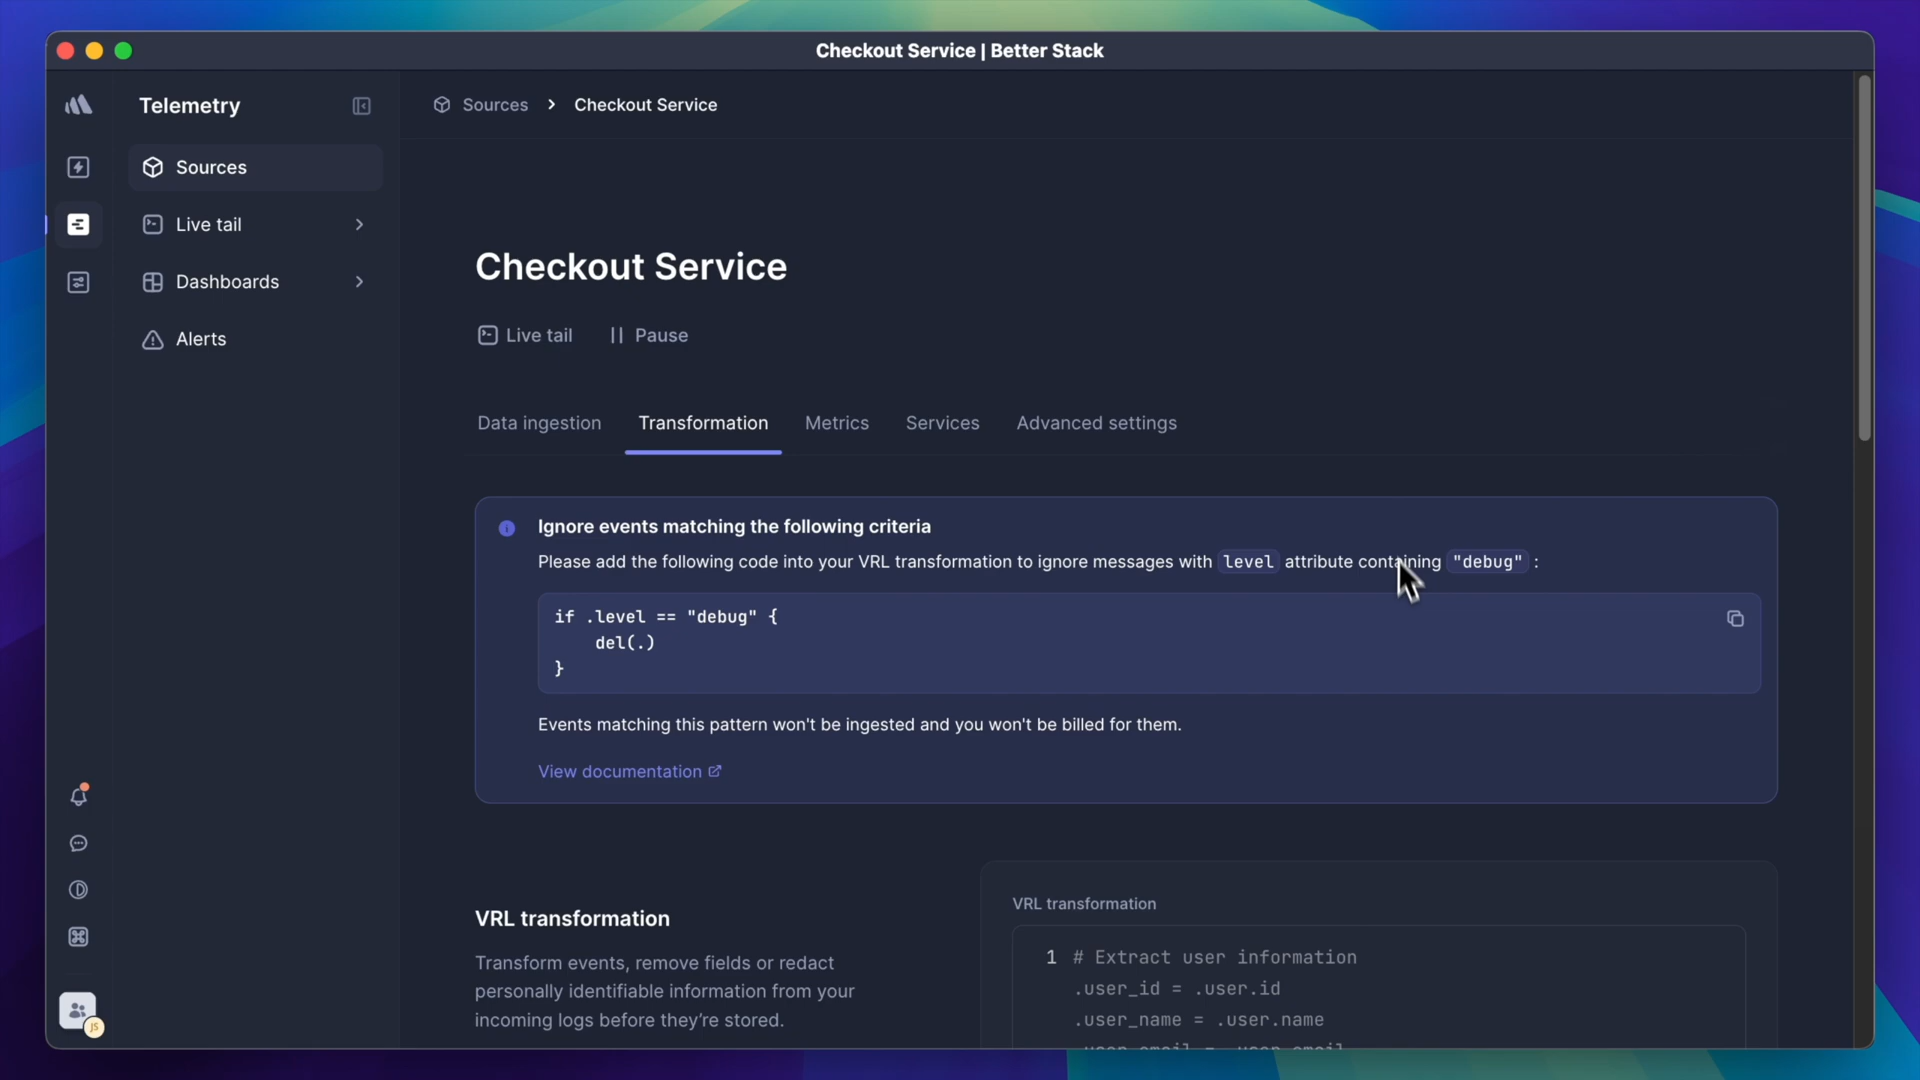 Checkout Service | Better Stack
Telemetry
Sources
Live tail
Dashboards
Alerts
JS
Sources > Checkout Service
Checkout Service
Live tail
Pause
Data ingestion
Transformation
Metrics
Services
Advanced settings
Ignore events matching the following criteria
Please add the following code into your VRL transformation to ignore messages with level attribute containing "debug" :
if .level == "debug" {
    del(.)
}
Events matching this pattern won't be ingested and you won't be billed for them.
View documentation
VRL transformation
Transform events, remove fields or redact
personally identifiable information from your
incoming logs before they're stored.
VRL transformation
1 # Extract user information
.user_id = .user.id
.user_name = .user.name
.user_email = .user.email